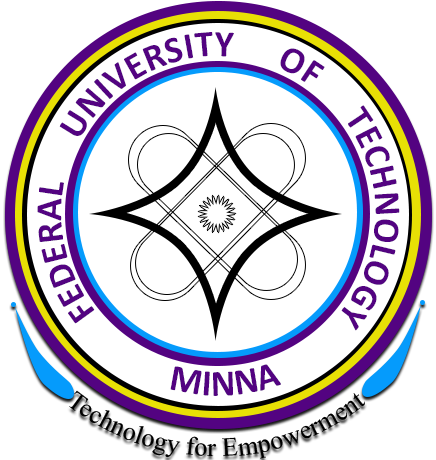 FEDERAL UNIVERSITY OF TECHNOLOGY
MINNA
Technology for Empowerment